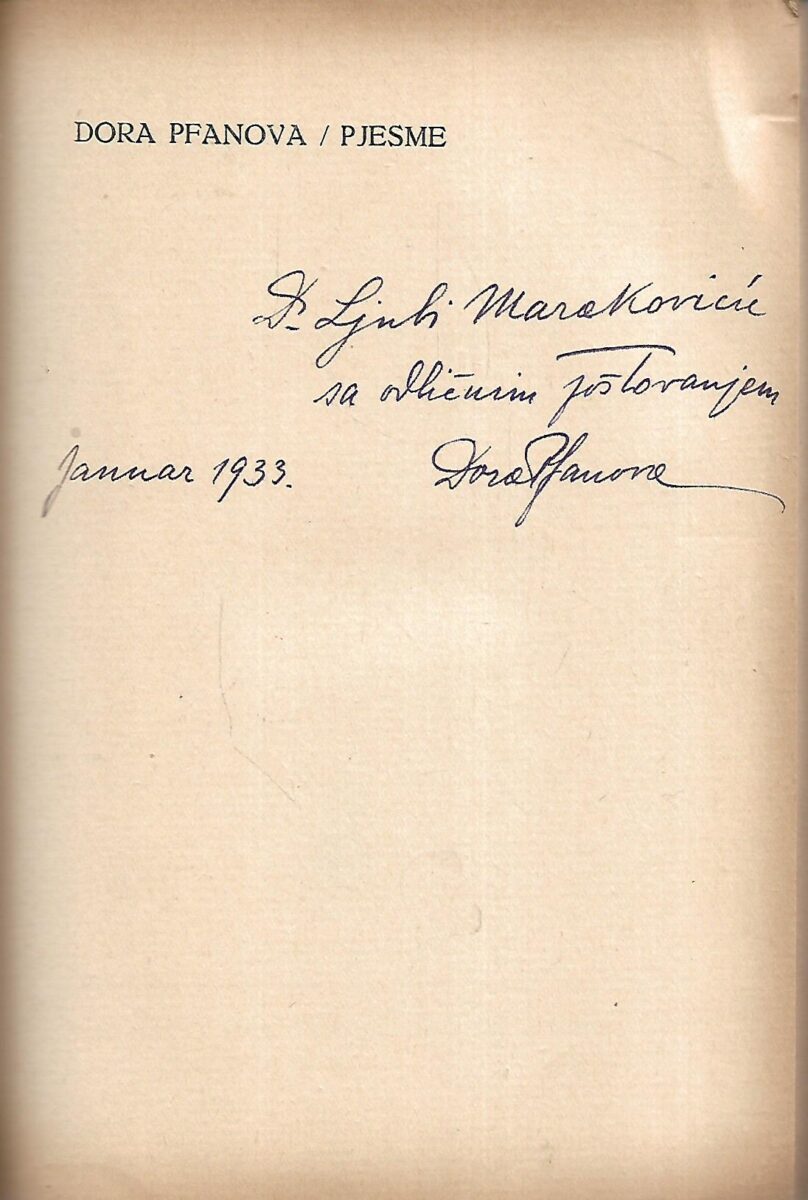 DORA PFANOVA / PJESME
Dr Ljubi Marakoviću
sa odličnim poštovanjem
Januar 1933. Dora Pfanova